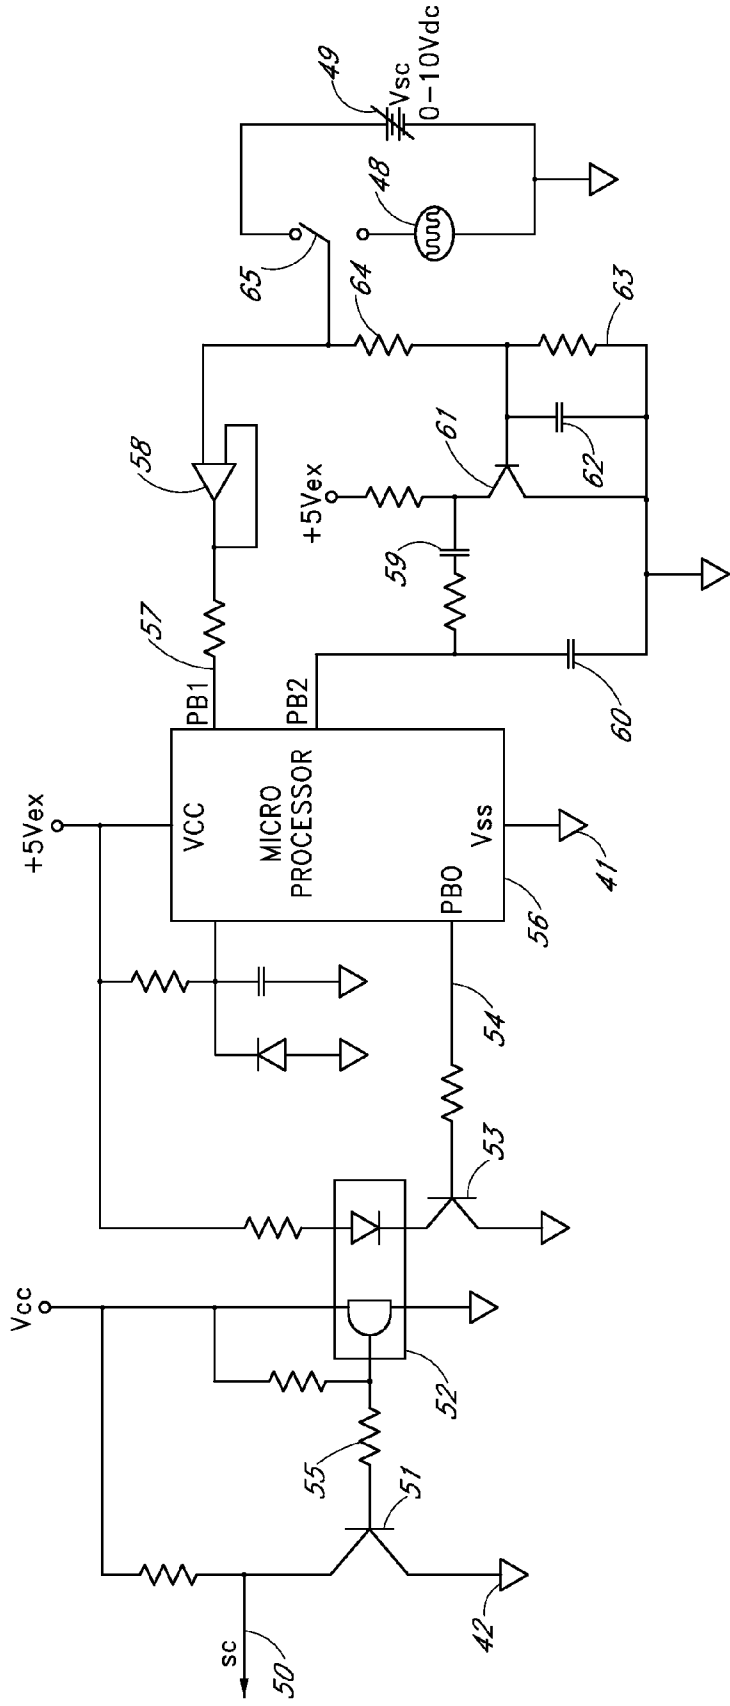 49
Vsc
0-10Vdc
48
65
64
63
61
62
58
+5Vex
59
57
PB1
PB2
60
+5Vex
VCC
MICRO
PROCESSOR
Vss
PB0
56
41
54
53
Vcc
52
55
51
sc
50
42